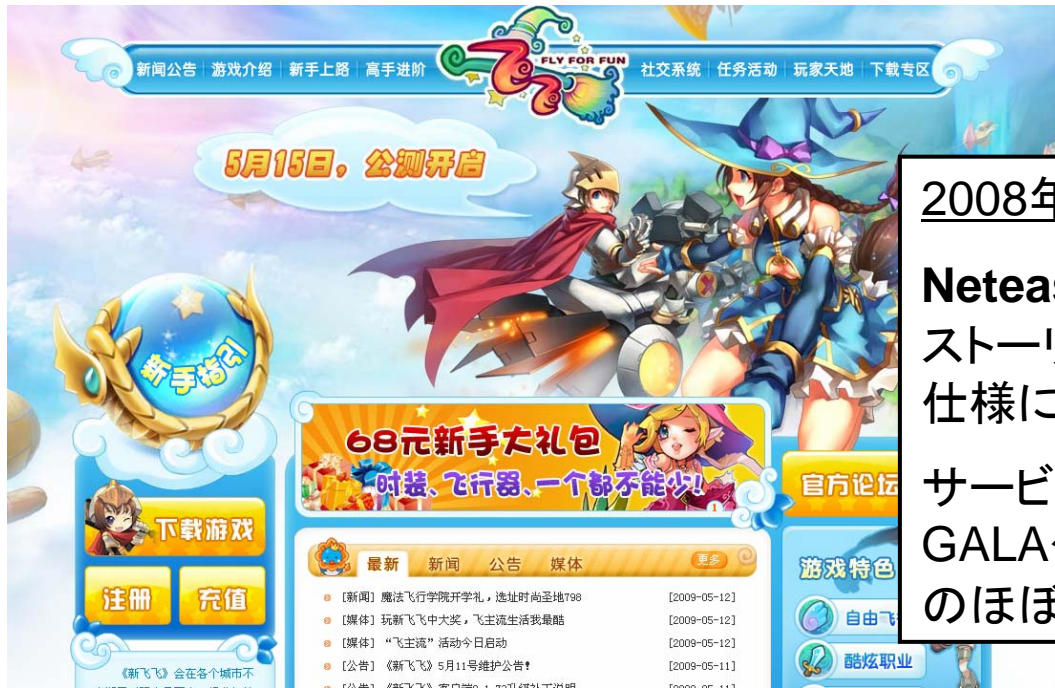 新闻公告 游戏介绍 新手上路 高手进阶
飞飞
FLY FOR FUN
社交系统 任务活动 玩家天地 下载专区
5月15日，公测开启
新手指引
68元新手大礼包
时装、飞行器、一个都不能少！
1
下载游戏
注册 充值
《新飞飞》会在各个城市不
最新 新闻 公告 媒体 更多
[新闻] 魔法飞行学院开学礼，选址时尚圣地798 [2009-05-12]
[媒体] 玩新飞飞中大奖，飞主流生活我最酷 [2009-05-12]
[媒体] “飞主流”活动今日启动 [2009-05-12]
[公告] 《新飞飞》5月11号维护公告！ [2009-05-11]
官方论坛
游戏特色
自由飞
酷炫职业
2008年
Neteas
ストーリ
仕様に
サービ
GALA
のほぼ